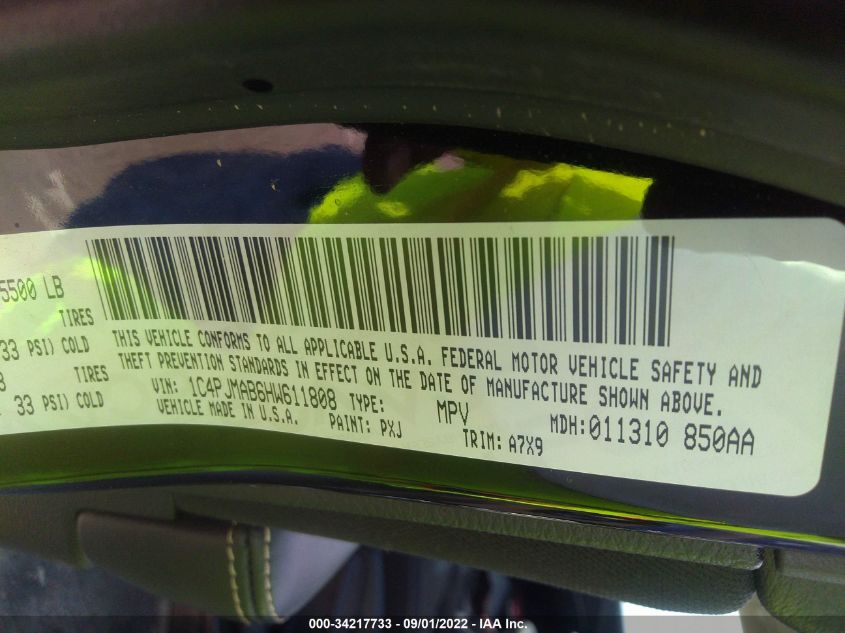 5500 LB
TIRES
33 PSI) COLD
TIRES
33 PSI) COLD
THIS VEHICLE CONFORMS TO ALL APPLICABLE U.S.A. FEDERAL MOTOR VEHICLE SAFETY AND
THEFT PREVENTION STANDARDS IN EFFECT ON THE DATE OF MANUFACTURE SHOWN ABOVE.
VIN: 1C4PJMAB6HW611808 TYPE: MPV MDH:011310 850AA
VEHICLE MADE IN U.S.A. PAINT: PXJ TRIM: A7X9
000-34217733 - 09/01/2022 - IAA Inc.